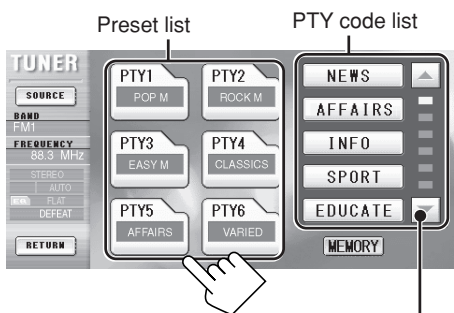 Preset list
PTY code list
TUNER
SOURCE
BAND
FM1
FREQUENCY
88.3 MHz
STEREO
AUTO
EQ FLAT
DEFEAT
RETURN
PTY1
POP M
PTY2
ROCK M
PTY3
EASY M
PTY4
CLASSICS
PTY5
AFFAIRS
PTY6
VARIED
NEWS
AFFAIRS
INFO
SPORT
EDUCATE
MEMORY